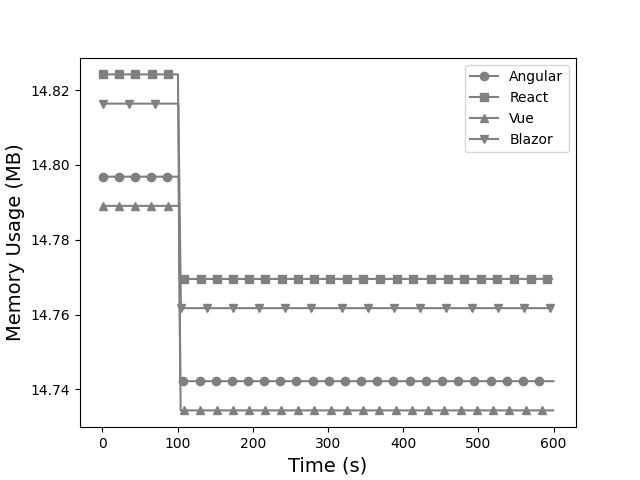 Angular
React
Vue
Blazor
14.82
14.80
14.78
14.76
14.74
Memory Usage (MB)
0 100 200 300 400 500 600
Time (s)